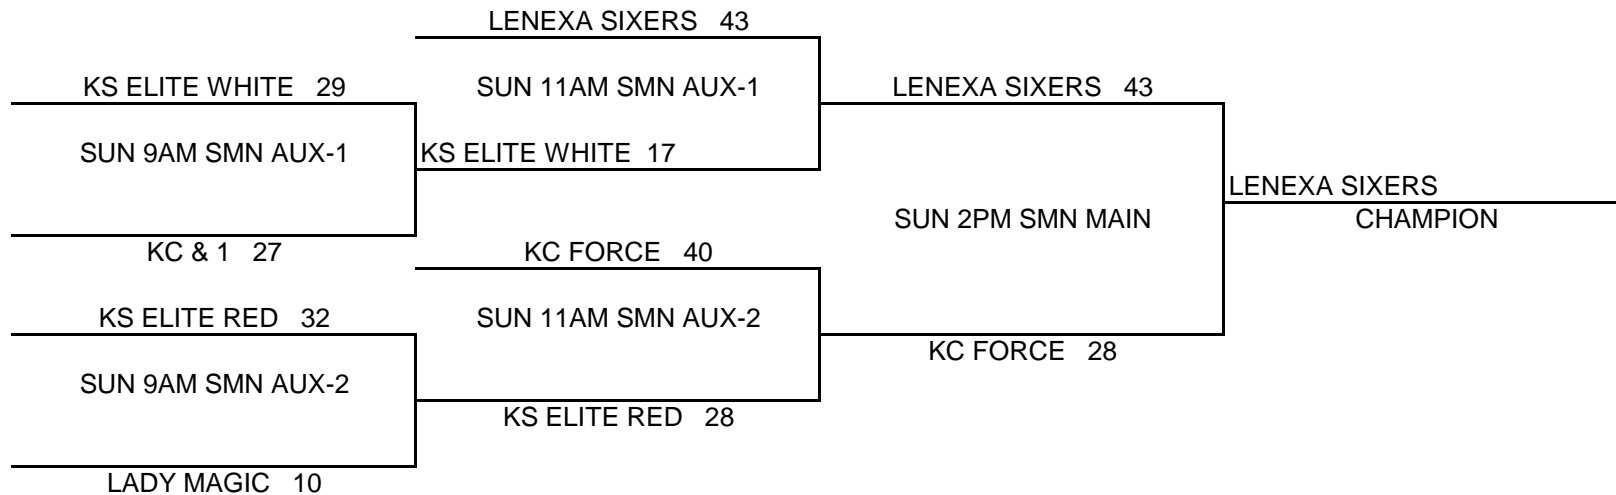 LENEXA SIXERS 43
KS ELITE WHITE 29
SUN 11AM SMN AUX-1
LENEXA SIXERS 43
SUN 9AM SMN AUX-1
KS ELITE WHITE 17
LENEXA SIXERS
SUN 2PM SMN MAIN
CHAMPION
KC & 1 27
KC FORCE 40
KS ELITE RED 32
SUN 11AM SMN AUX-2
KC FORCE 28
SUN 9AM SMN AUX-2
KS ELITE RED 28
LADY MAGIC 10